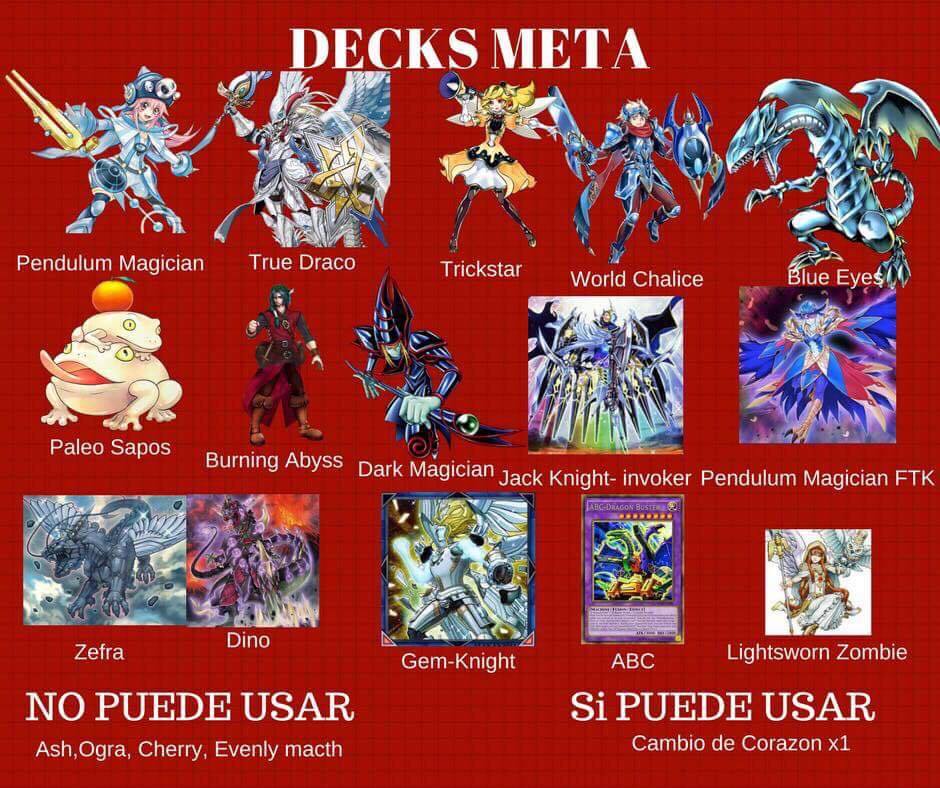 DECKS META
Pendulum Magician
True Draco
Trickstar
World Chalice
Blue Eyes
Paleo Sapos
Burning Abyss
Dark Magician
Jack Knight- invoker
Pendulum Magician FTK
Zefra
Dino
Gem-Knight
ABC-Dragon Buster
ABC
Lightsworn Zombie
NO PUEDE USAR
Si PUEDE USAR
Ash,Ogra, Cherry, Evenly macth
Cambio de Corazon x1